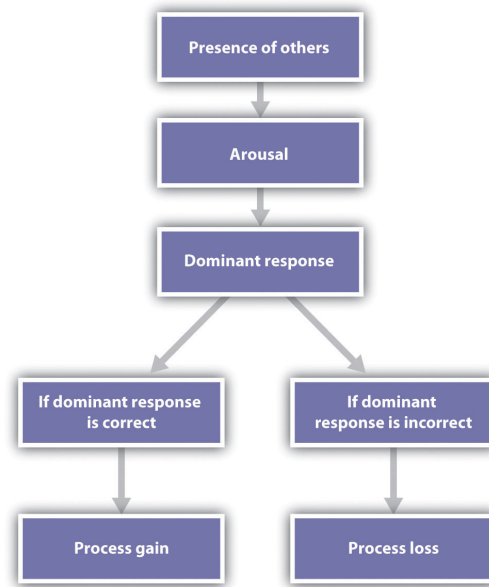 Presence of others
Arousal
Dominant response
If dominant response
is correct
If dominant
response is incorrect
Process gain
Process loss